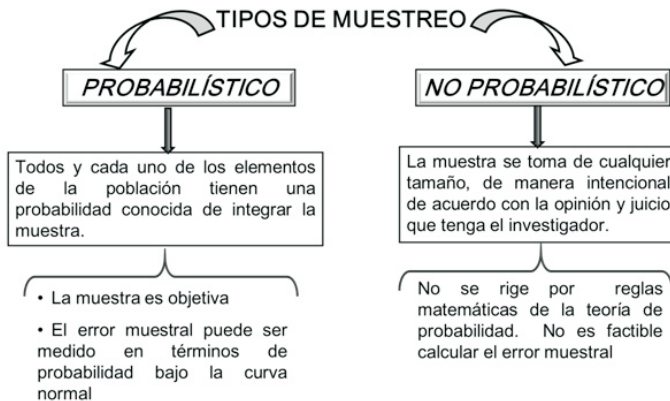 TIPOS DE MUESTREO
PROBABILÍSTICO
Todos y cada uno de los elementos
de la población tienen una
probabilidad conocida de integrar la
muestra.
• La muestra es objetiva
• El error muestral puede ser
medido en términos de
probabilidad bajo la curva
normal
NO PROBABILÍSTICO
La muestra se toma de cualquier
tamaño, de manera intencional
de acuerdo con la opinión y juicio
que tenga el investigador.
No se rige por reglas
matemáticas de la teoría de
probabilidad. No es factible
calcular el error muestral